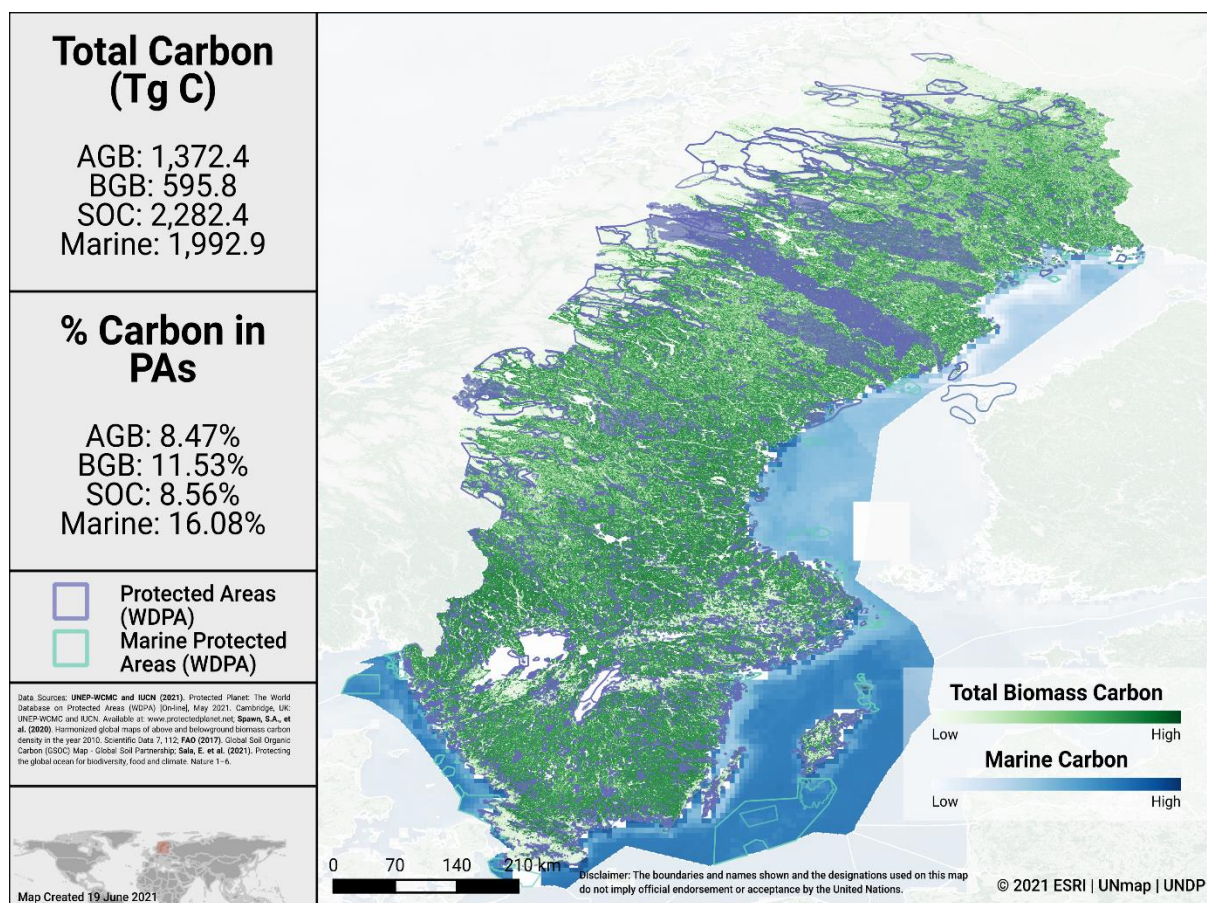 Total Carbon
(Tg C)
AGB: 1,372.4
BGB: 595.8
SOC: 2,282.4
Marine: 1,992.9
% Carbon in
PAs
AGB: 8.47%
BGB: 11.53%
SOC: 8.56%
Marine: 16.08%
Protected Areas
(WDPA)
Marine Protected
Areas (WDPA)
Data Sources: UNEP-WCMC and IUCN (2021). Protected Planet: The World
Database on Protected Areas (WDPA) [On-line], May 2021. Cambridge, UK:
UNEP-WCMC and IUCN. Available at: www.protectedplanet.net; Spawn, S.A., et
al. (2020). Harmonized global maps of above and belowground biomass carbon
density in the year 2010. Scientific Data 7, 112; FAO (2017). Global Soil Organic
Carbon (GSOC) Map - Global Soil Partnership; Sala, E. et al. (2021). Protecting
the global ocean for biodiversity, food and climate. Nature 1–6.
Map Created 19 June 2021
Total Biomass Carbon
Low High
Marine Carbon
Low High
0 70 140 210 km
Disclaimer: The boundaries and names shown and the designations used on this map
do not imply official endorsement or acceptance by the United Nations.
© 2021 ESRI | UNmap | UNDP